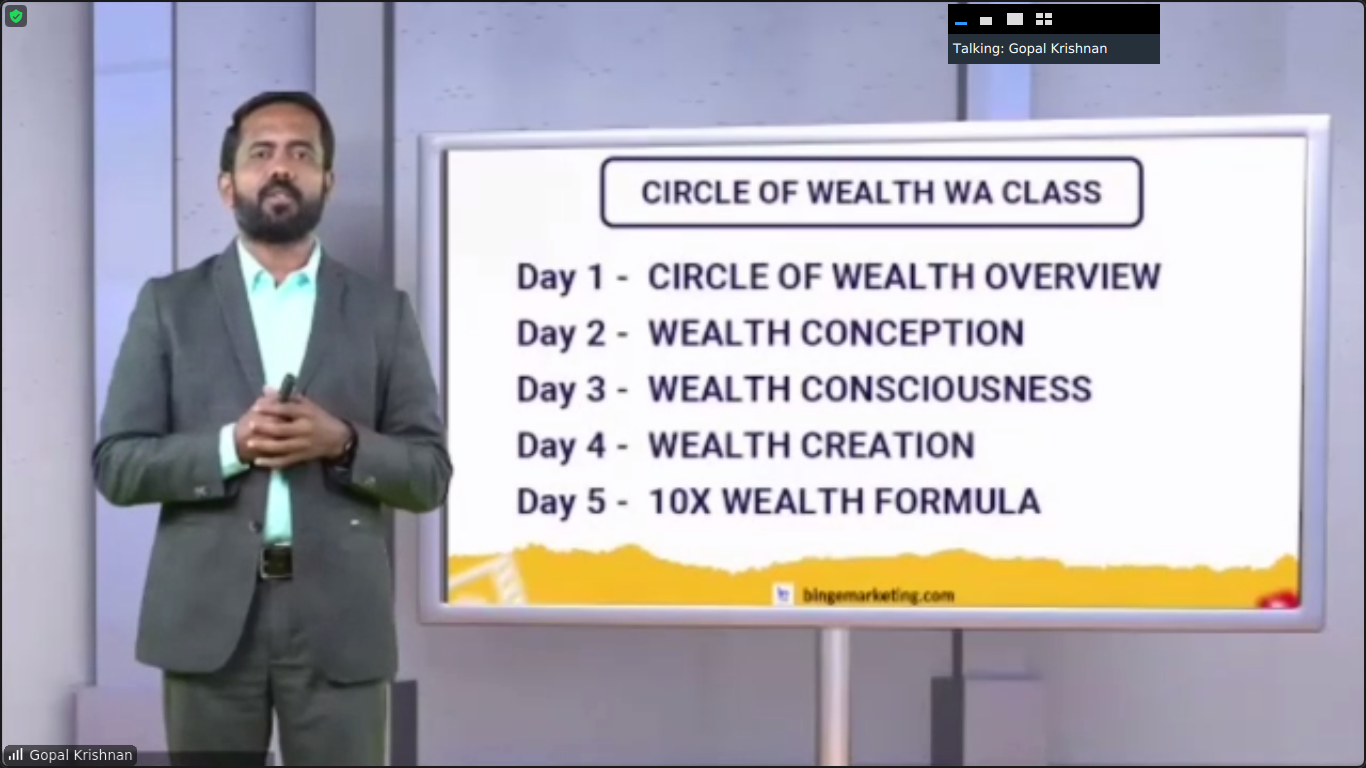 Talking: Gopal Krishnan
CIRCLE OF WEALTH WA CLASS
Day 1 - CIRCLE OF WEALTH OVERVIEW
Day 2 - WEALTH CONCEPTION
Day 3 - WEALTH CONSCIOUSNESS
Day 4 - WEALTH CREATION
Day 5 - 10X WEALTH FORMULA
bingemarketing.com
Gopal Krishnan